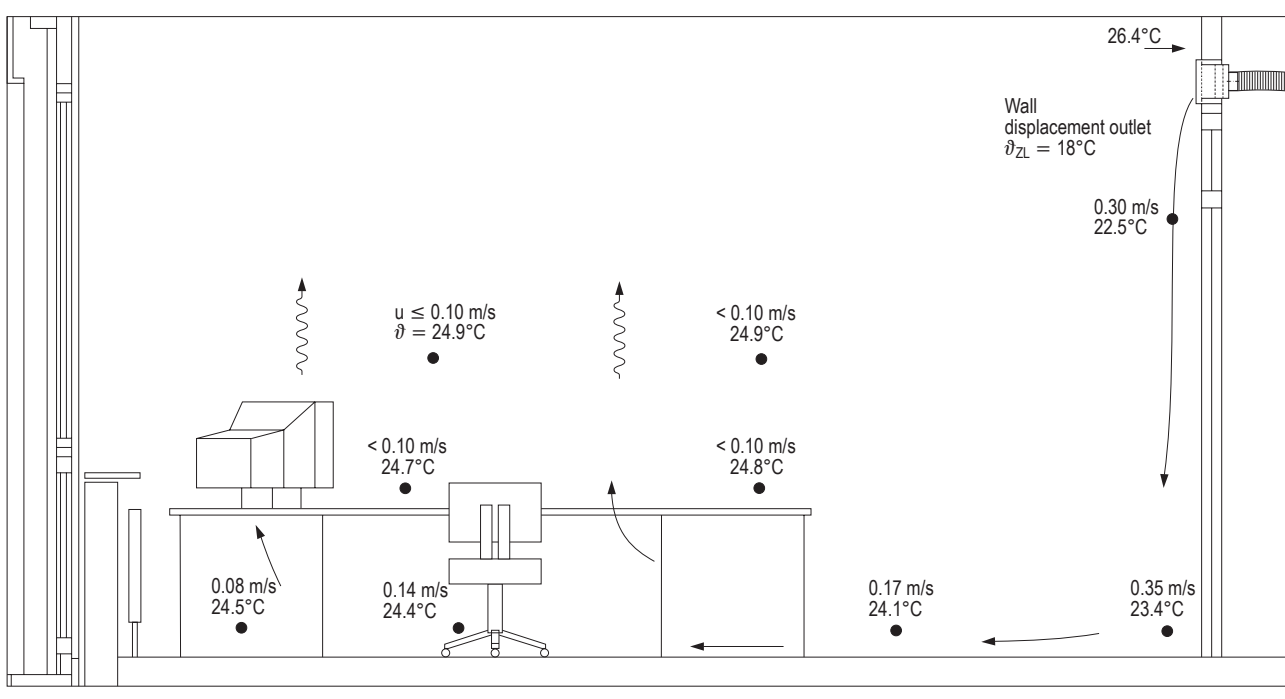 26.4°C
Wall
displacement outlet
ϑZL = 18°C
0.30 m/s
22.5°C
u ≤ 0.10 m/s
ϑ = 24.9°C
< 0.10 m/s
24.9°C
< 0.10 m/s
24.7°C
< 0.10 m/s
24.8°C
0.08 m/s
24.5°C
0.14 m/s
24.4°C
0.17 m/s
24.1°C
0.35 m/s
23.4°C